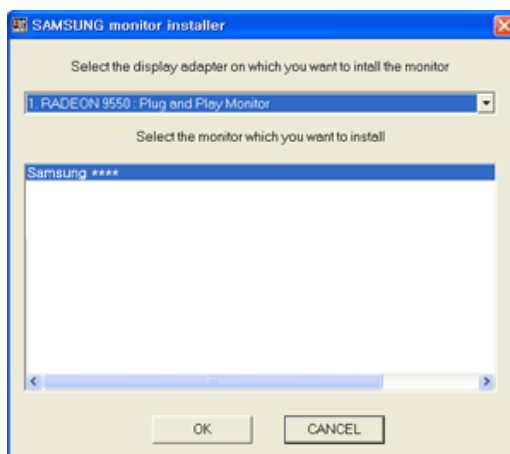 SAMSUNG monitor installer
Select the display adapter on which you want to intall the monitor
1. RADEON 9550 : Plug and Play Monitor
Select the monitor which you want to install
Samsung ****
OK
CANCEL